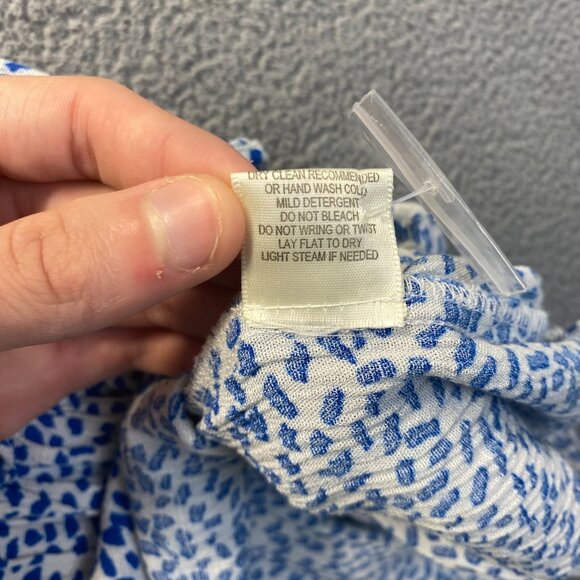 DRY CLEAN RECOMMENDED
OR HAND WASH COLD
MILD DETERGENT
DO NOT BLEACH
DO NOT WRING OR TWIST
LAY FLAT TO DRY
LIGHT STEAM IF NEEDED